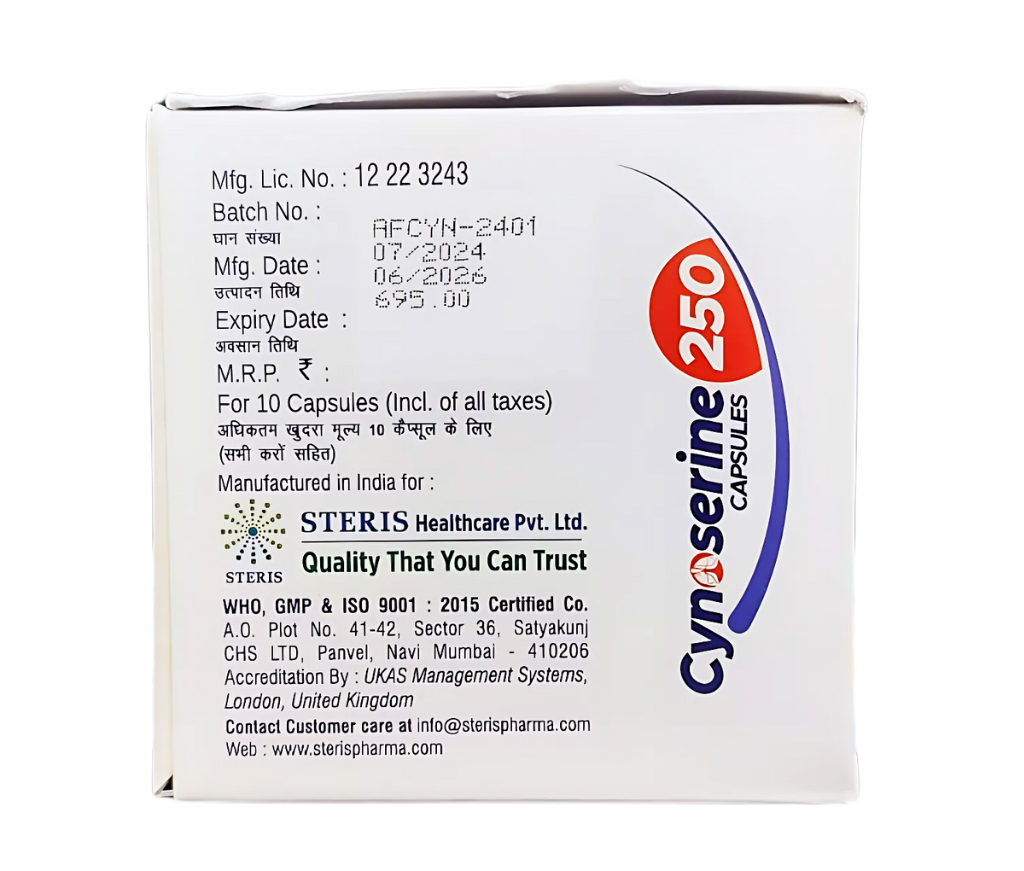 Mfg. Lic. No. : 12 22 3243
Batch No. :
घान संख्या
AFCYN-2401
Mfg. Date :
07/2024
उत्पादन तिथि
06/2026
Expiry Date :
695.00
अवसान तिथि
M.R.P. ₹ :
For 10 Capsules (Incl. of all taxes)
अधिकतम खुदरा मूल्य 10 कैप्सूल के लिए
(सभी करों सहित)
Manufactured in India for :
STERIS
STERIS Healthcare Pvt. Ltd.
Quality That You Can Trust
WHO, GMP & ISO 9001 : 2015 Certified Co.
A.O. Plot No. 41-42, Sector 36, Satyakunj
CHS LTD, Panvel, Navi Mumbai - 410206
Accreditation By : UKAS Management Systems,
London, United Kingdom
Contact Customer care at info@sterispharma.com
Web : www.sterispharma.com
Cynoserine 250
CAPSULES